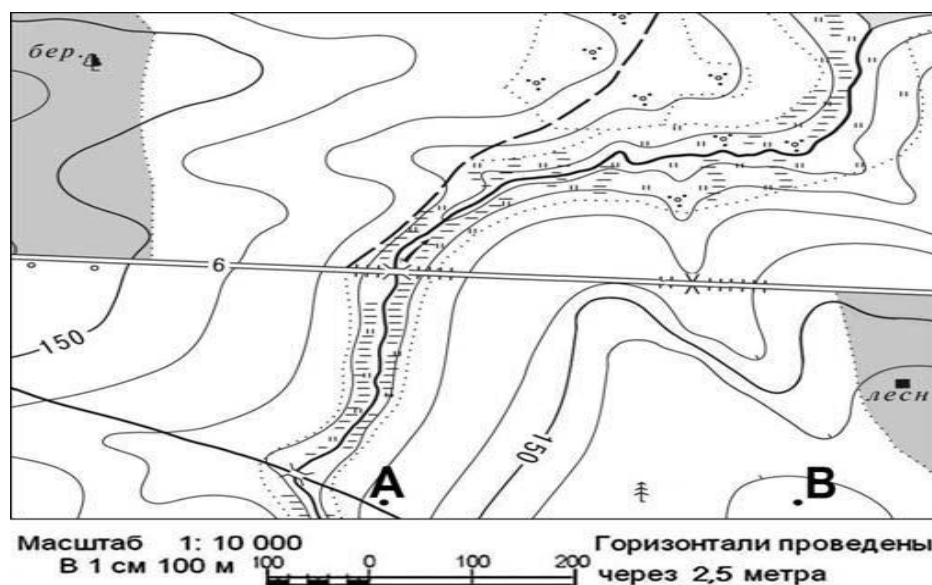 бер.
6
150
лесн
150
А
В
Масштаб 1: 10 000
В 1 см 100 м
100 0 100 200
Горизонтали проведены
через 2,5 метра